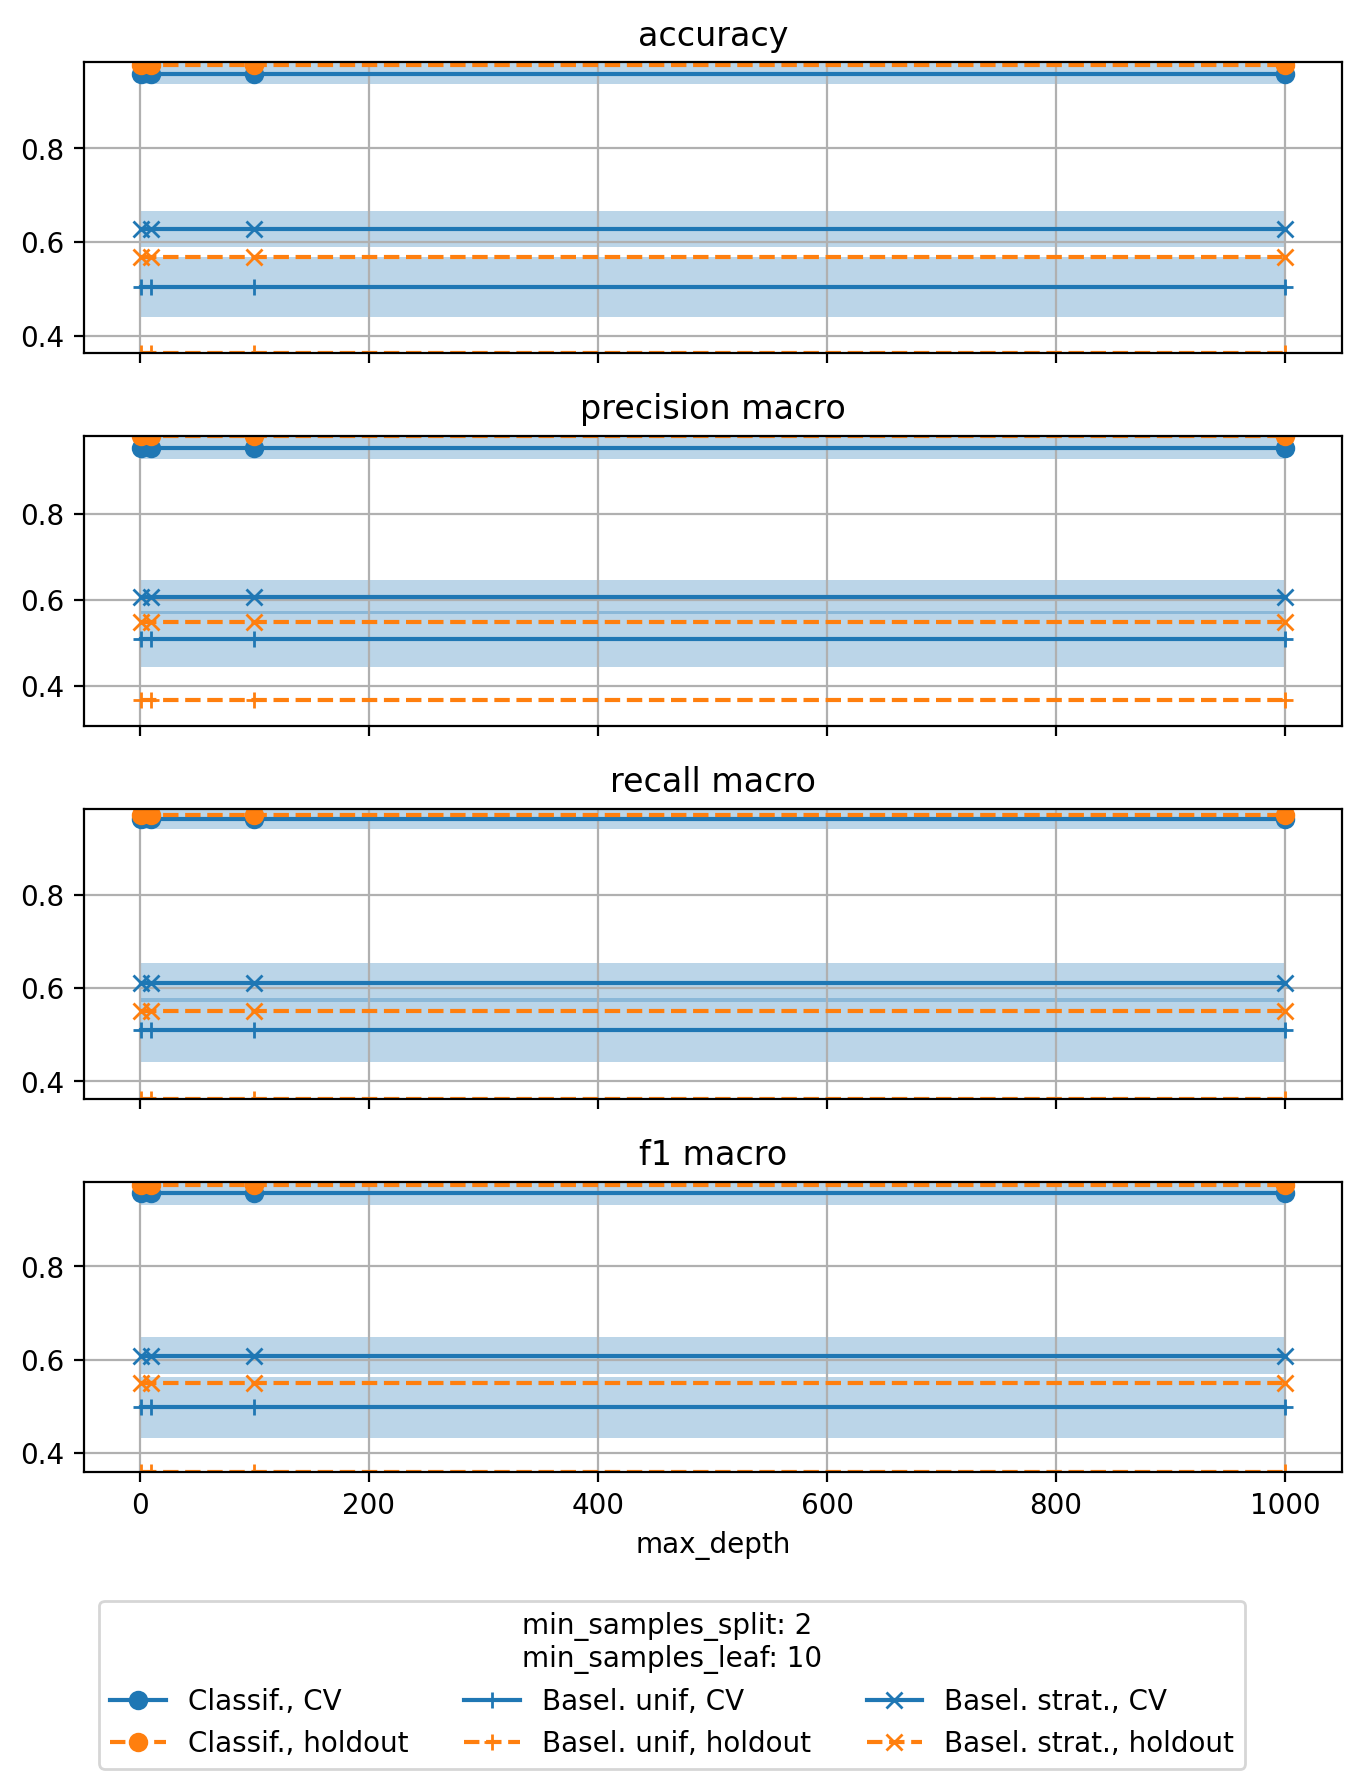 accuracy
0.8
0.6
0.4
precision macro
0.8
0.6
0.4
recall macro
0.8
0.6
0.4
f1 macro
0.8
0.6
0.4
0 200 400 600 800 1000
max_depth
min_samples_split: 2
min_samples_leaf: 10
Classif., CV Basel. unif, CV Basel. strat., CV
Classif., holdout Basel. unif, holdout Basel. strat., holdout